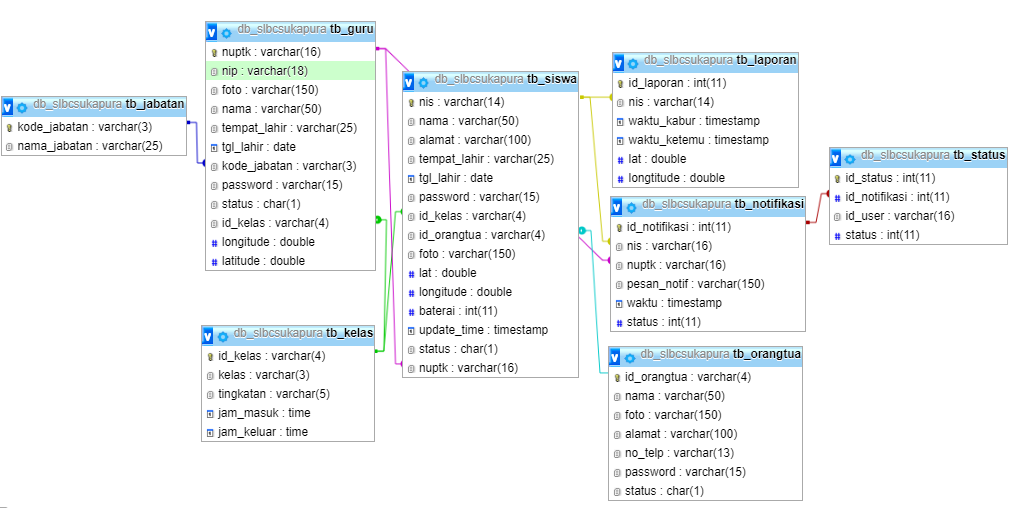 db_slbcsukapura tb_jabatan
kode_jabatan : varchar(3)
nama_jabatan : varchar(25)
db_slbcsukapura tb_guru
nuptk : varchar(16)
nip : varchar(18)
foto : varchar(150)
nama : varchar(50)
tempat_lahir : varchar(25)
tgl_lahir : date
kode_jabatan : varchar(3)
password : varchar(15)
status : char(1)
id_kelas : varchar(4)
longitude : double
latitude : double
db_slbcsukapura tb_kelas
id_kelas : varchar(4)
kelas : varchar(3)
tingkatan : varchar(5)
jam_masuk : time
jam_keluar : time
db_slbcsukapura tb_siswa
nis : varchar(14)
nama : varchar(50)
alamat : varchar(100)
tempat_lahir : varchar(25)
tgl_lahir : date
password : varchar(15)
id_kelas : varchar(4)
id_orangtua : varchar(4)
foto : varchar(150)
lat : double
longitude : double
baterai : int(11)
update_time : timestamp
status : char(1)
nuptk : varchar(16)
db_slbcsukapura tb_laporan
id_laporan : int(11)
nis : varchar(14)
waktu_kabur : timestamp
waktu_ketemu : timestamp
lat : double
longtitude : double
db_slbcsukapura tb_notifikasi
id_notifikasi : int(11)
nis : varchar(16)
nuptk : varchar(16)
pesan_notif : varchar(150)
waktu : timestamp
status : int(11)
db_slbcsukapura tb_orangtua
id_orangtua : varchar(4)
nama : varchar(50)
foto : varchar(150)
alamat : varchar(100)
no_telp : varchar(13)
password : varchar(15)
status : char(1)
db_slbcsukapura tb_status
id_status : int(11)
id_notifikasi : int(11)
id_user : varchar(16)
status : int(11)